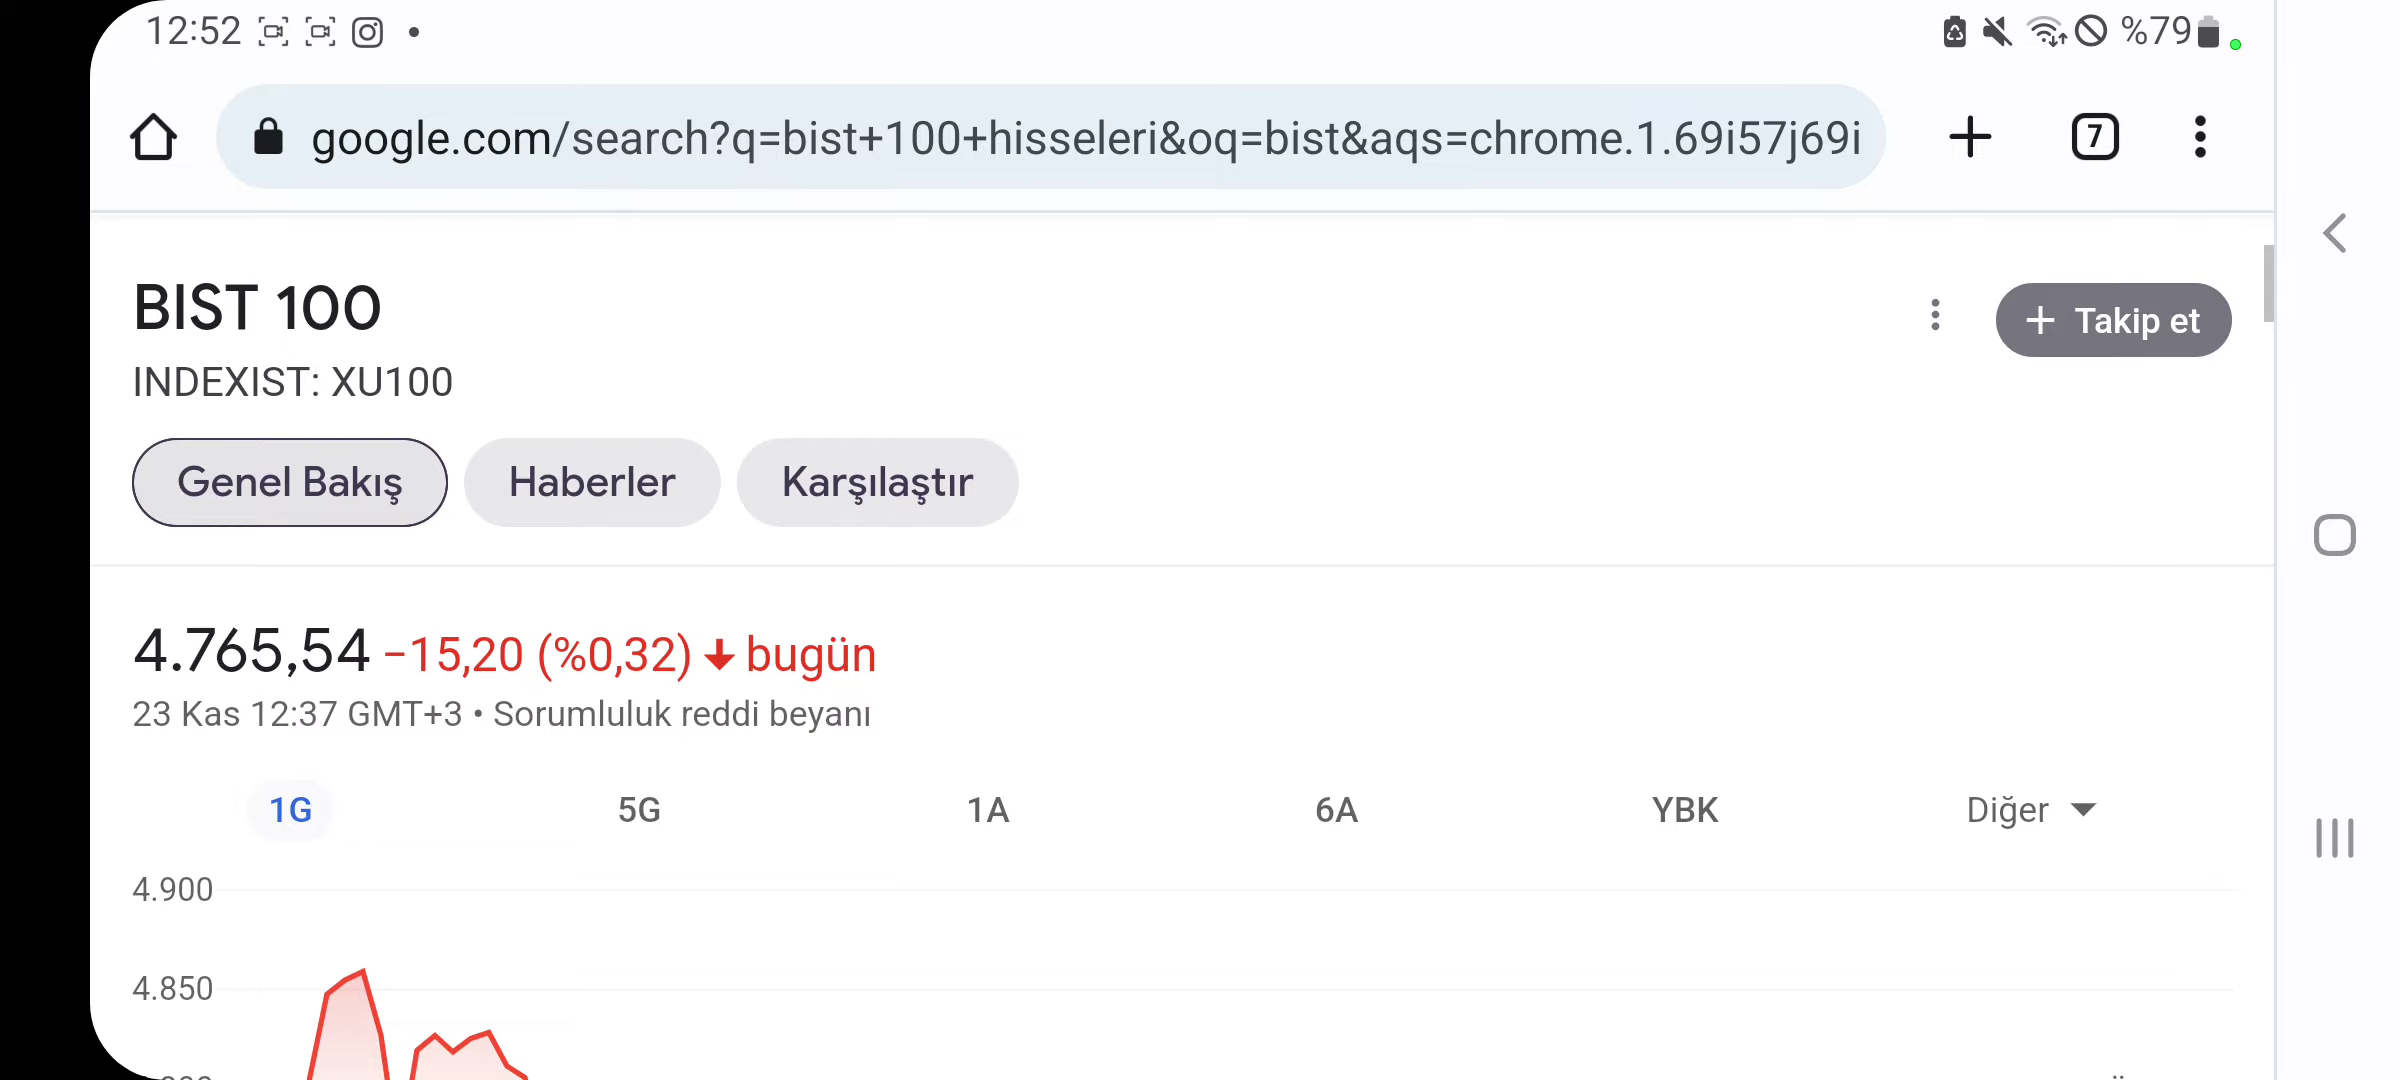 12:52 %79
google.com/search?q=bist+100+hisseleri&oq=bist&aqs=chrome.1.69i57j69i
7
BIST 100
+ Takip et
INDEXIST: XU100
Genel Bakış Haberler Karşılaştır
4.765,54 −15,20 (%0,32) ↓ bugün
23 Kas 12:37 GMT+3 • Sorumluluk reddi beyanı
1G 5G 1A 6A YBK Diğer
4.900
4.850